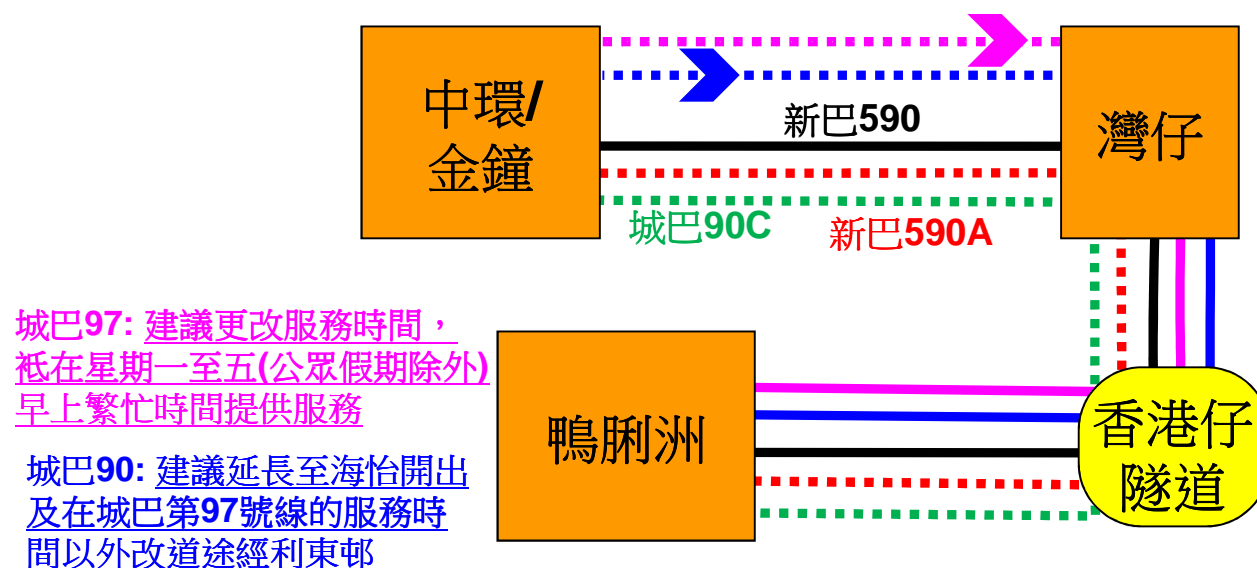 中環/
金鐘
新巴590
灣仔
城巴90C
新巴590A
城巴97: 建議更改服務時間，
袛在星期一至五(公眾假期除外)
早上繁忙時間提供服務
鴨脷洲
香港仔
隧道
城巴90: 建議延長至海怡開出
及在城巴第97號線的服務時
間以外改道途經利東邨